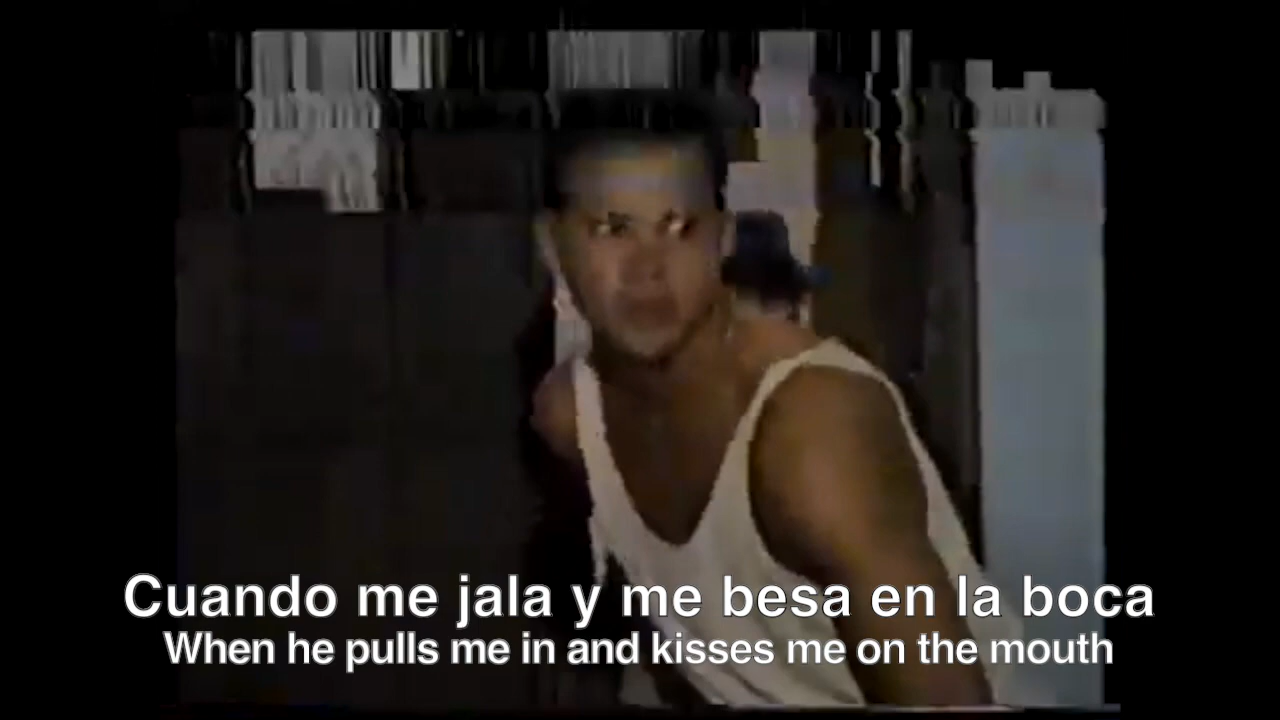 Cuando me jala y me besa en la boca
When he pulls me in and kisses me on the mouth